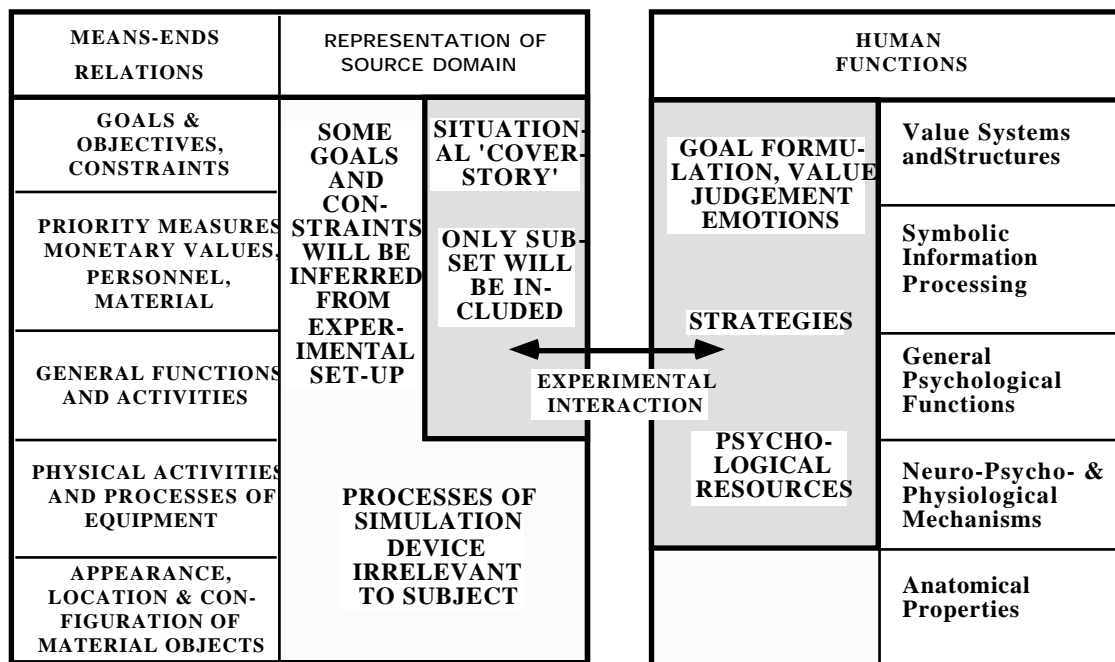 MEANS-ENDS
RELATIONS
REPRESENTATION OF
SOURCE DOMAIN
HUMAN
FUNCTIONS
GOALS &
OBJECTIVES,
CONSTRAINTS
PRIORITY MEASURES
MONETARY VALUES,
PERSONNEL,
MATERIAL
GENERAL FUNCTIONS
AND ACTIVITIES
PHYSICAL ACTIVITIES
AND PROCESSES OF
EQUIPMENT
APPEARANCE,
LOCATION & CON-
FIGURATION OF
MATERIAL OBJECTS
SOME
GOALS
AND
CON-
STRAINTS
WILL BE
INFERRED
FROM
EXPER-
IMENTAL
SET-UP
SITUATION-
AL 'COVER-
STORY'
ONLY SUB-
SET WILL
BE IN-
CLUDED
PROCESSES OF
SIMULATION
DEVICE
IRRELEVANT
TO SUBJECT
EXPERIMENTAL
INTERACTION
GOAL FORMU-
LATION, VALUE
JUDGEMENT
EMOTIONS
STRATEGIES
PSYCHO-
LOGICAL
RESOURCES
Value Systems
andStructures
Symbolic
Information
Processing
General
Psychological
Functions
Neuro-Psycho- &
Physiological
Mechanisms
Anatomical
Properties